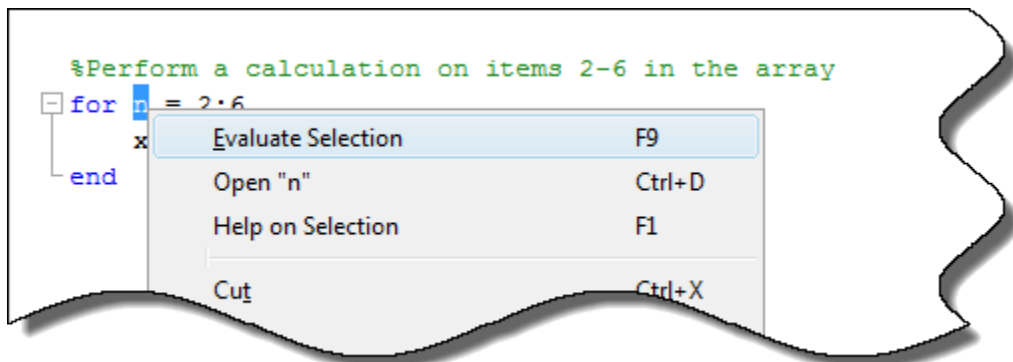 %Perform a calculation on items 2-6 in the array
for n = 2:6
x
end
Evaluate Selection F9
Open "n" Ctrl+D
Help on Selection F1
Cut Ctrl+X